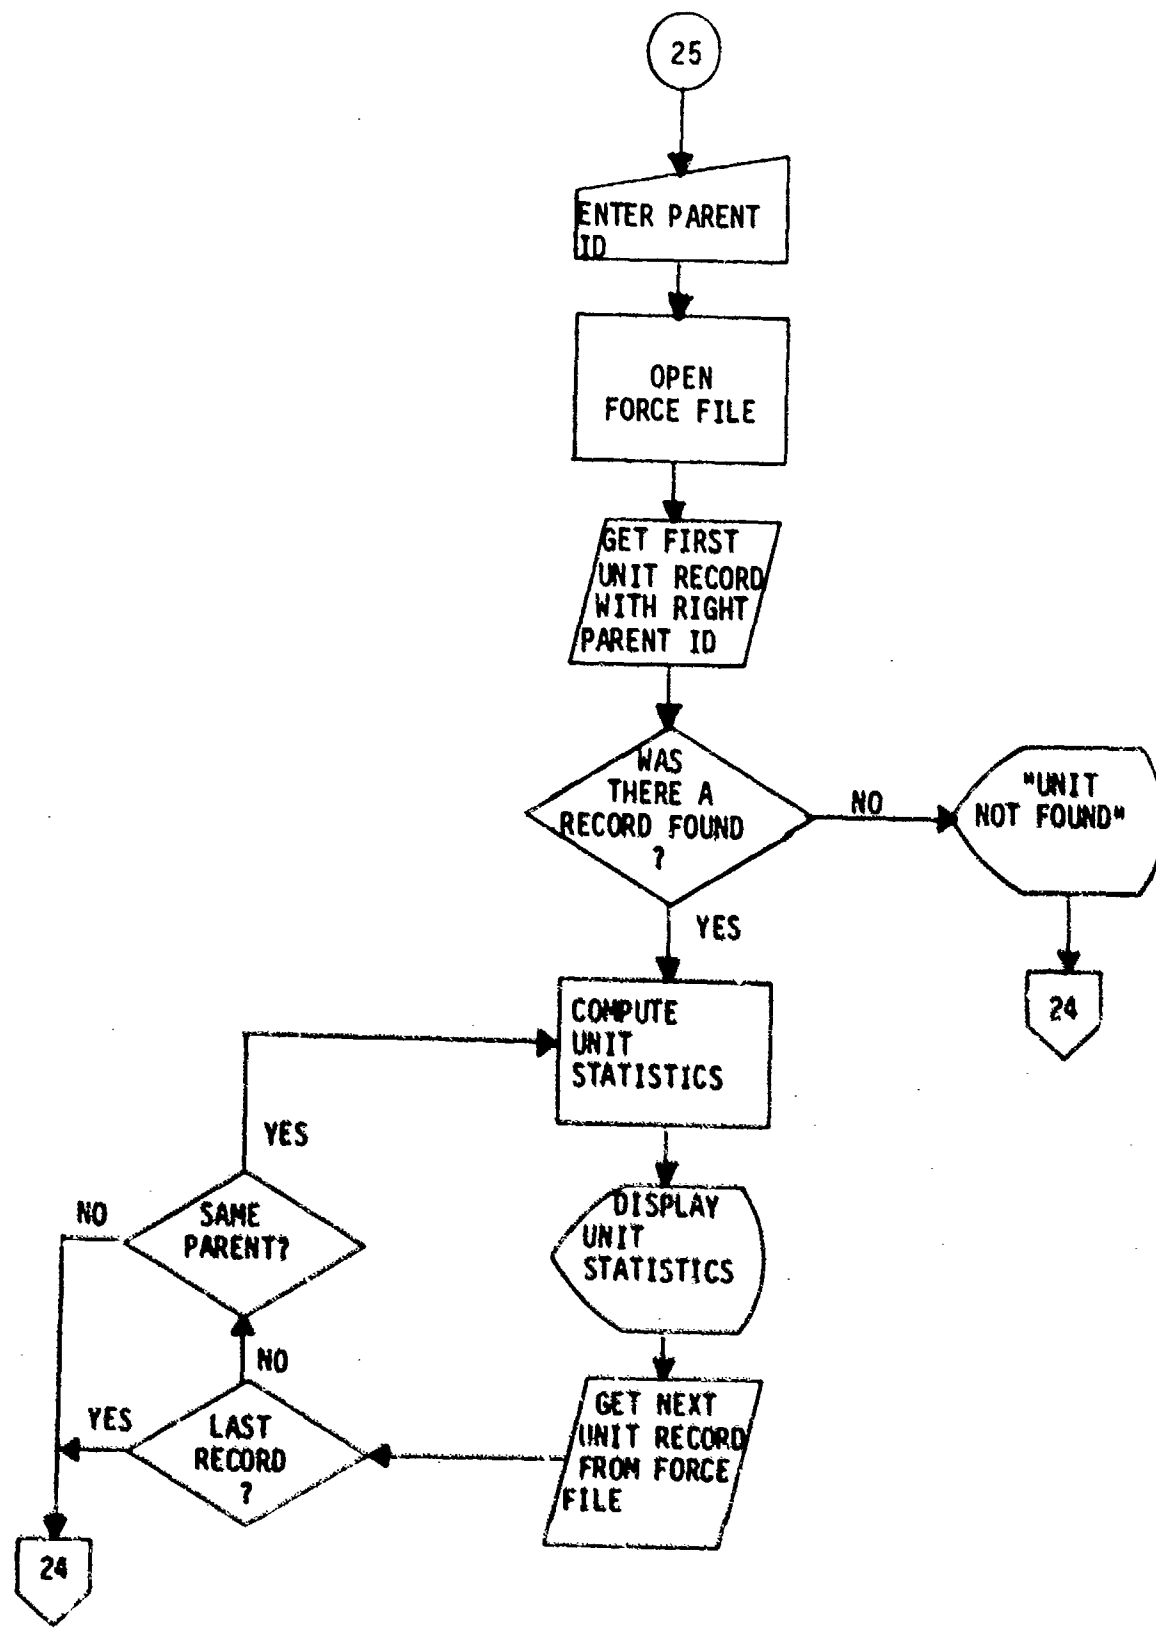 25
ENTER PARENT
ID
OPEN
FORCE FILE
GET FIRST
UNIT RECORD
WITH RIGHT
PARENT ID
WAS
THERE A
RECORD FOUND
?
NO
"UNIT
NOT FOUND"
YES
24
COMPUTE
UNIT
STATISTICS
YES
NO
SAME
PARENT?
DISPLAY
UNIT
STATISTICS
NO
YES
LAST
RECORD
?
GET NEXT
UNIT RECORD
FROM FORCE
FILE
24